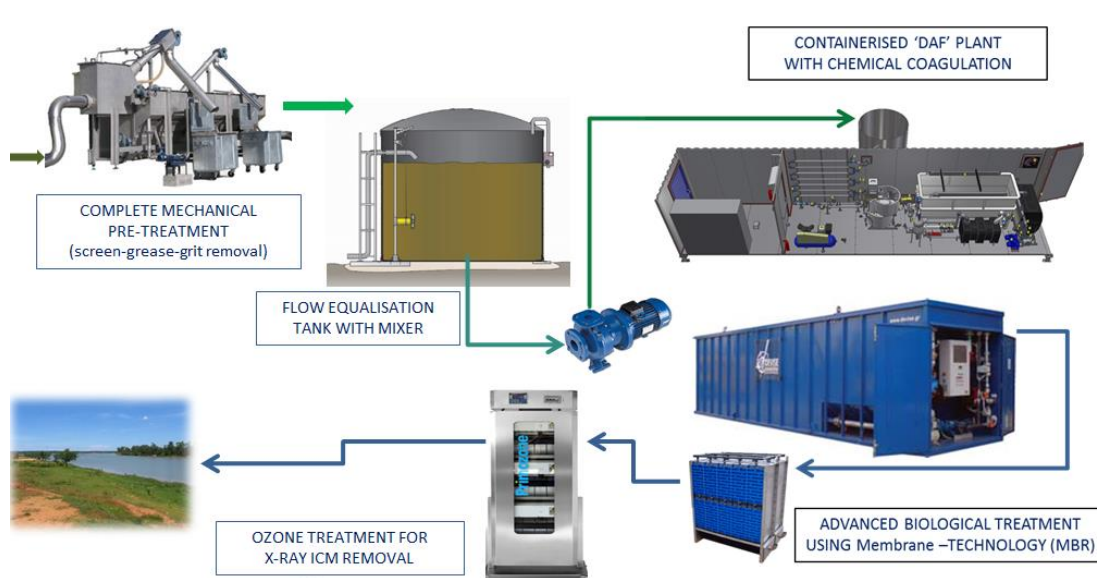 CONTAINERISED ‘DAF’ PLANT
WITH CHEMICAL COAGULATION
COMPLETE MECHANICAL
PRE-TREATMENT
(screen-grease-grit removal)
FLOW EQUALISATION
TANK WITH MIXER
Primozone
OZONE TREATMENT FOR
X-RAY ICM REMOVAL
ADVANCED BIOLOGICAL TREATMENT
USING Membrane –TECHNOLOGY (MBR)